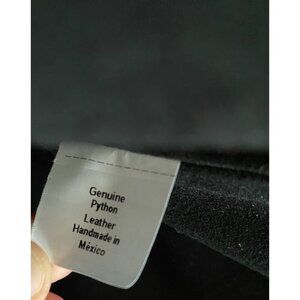 Genuine
Python
Leather
Handmade in
México